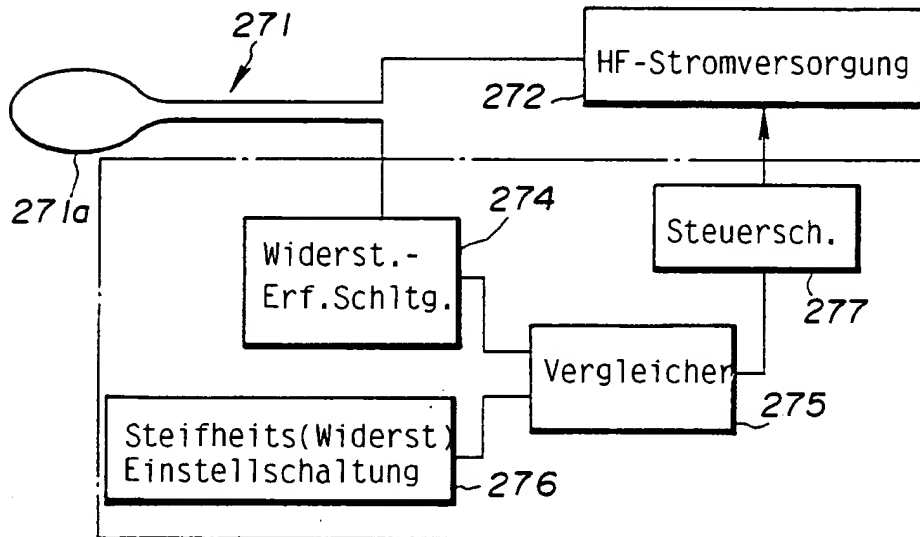 271
HF-Stromversorgung
272
271a
274
Widerst.-
Erf.Schltg.
Steuersch.
277
Vergleicher
275
Steifheits(Widerst)
Einstellschaltung
276